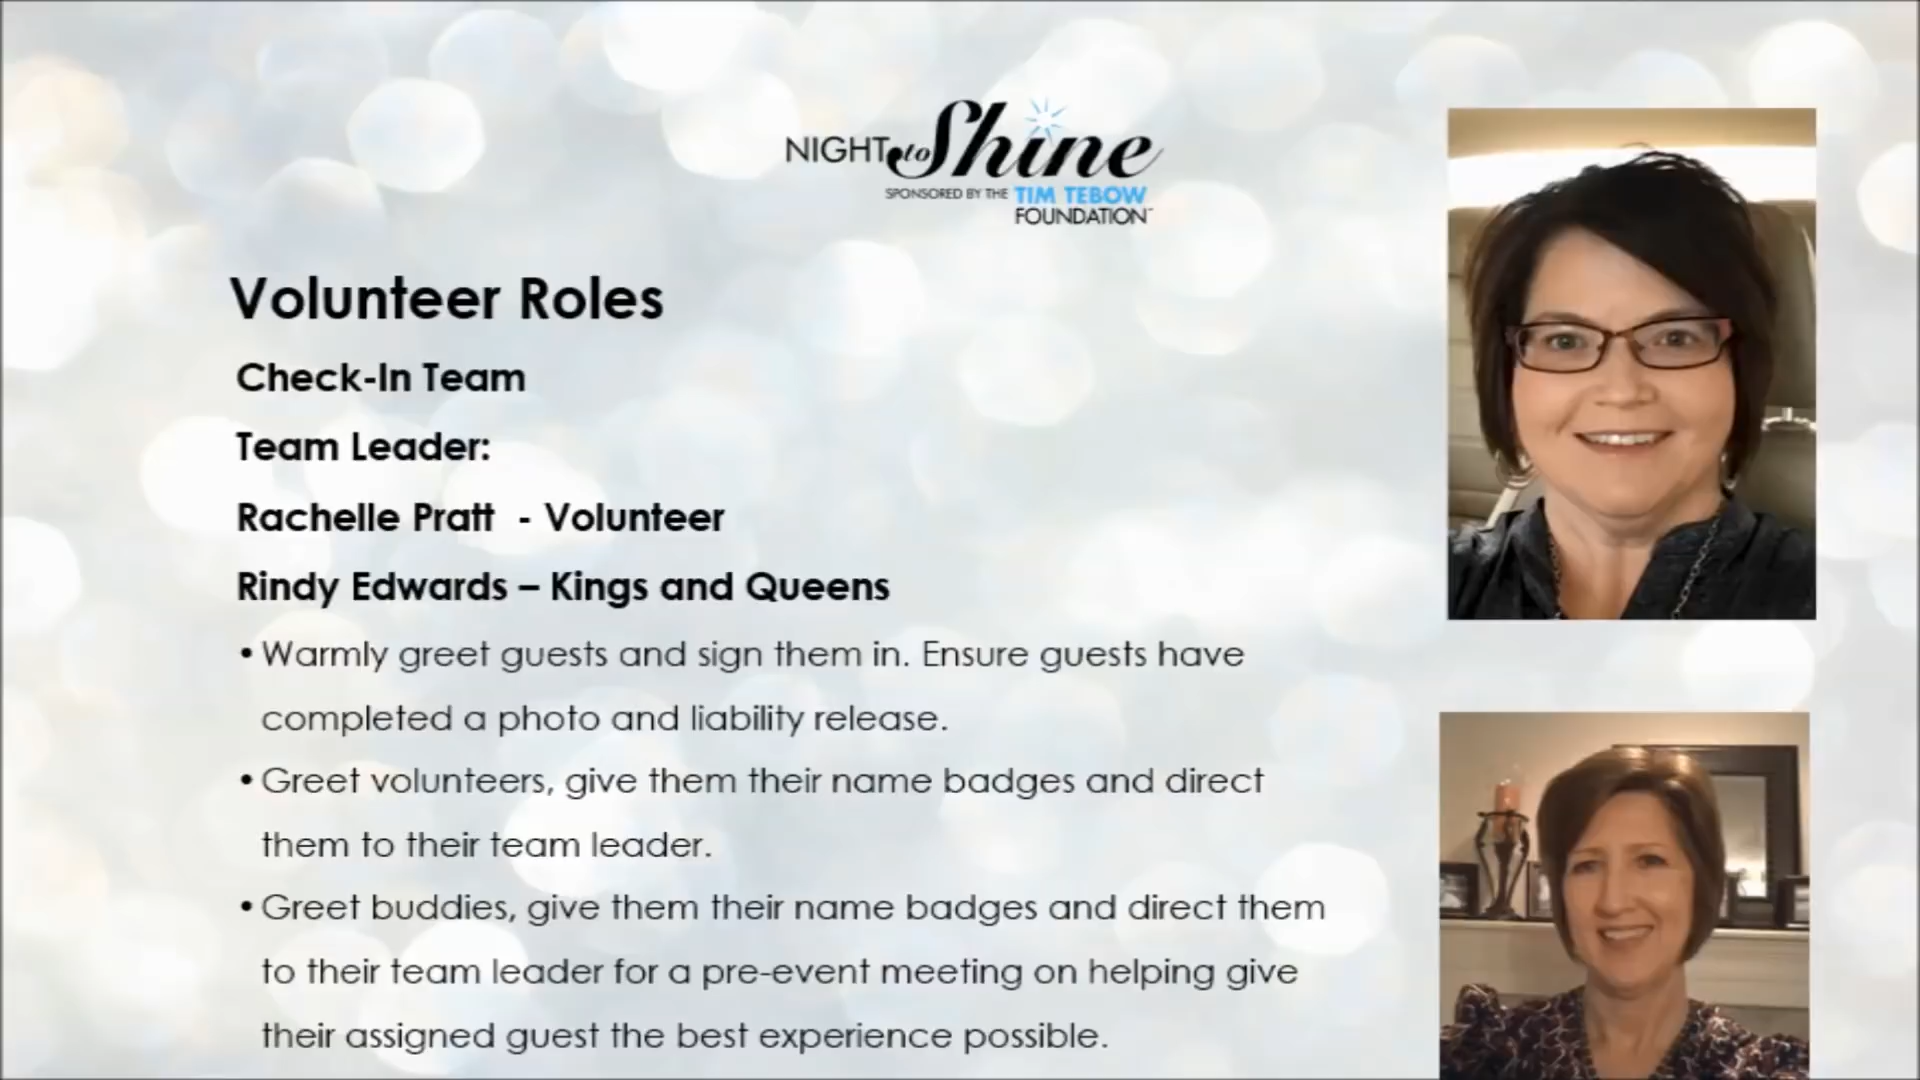 NIGHT to Shine
SPONSORED BY THE TIM TEBOW
FOUNDATION
Volunteer Roles
Check-In Team
Team Leader:
Rachelle Pratt - Volunteer
Rindy Edwards – Kings and Queens
• Warmly greet guests and sign them in. Ensure guests have
completed a photo and liability release.
• Greet volunteers, give them their name badges and direct
them to their team leader.
• Greet buddies, give them their name badges and direct them
to their team leader for a pre-event meeting on helping give
their assigned guest the best experience possible.